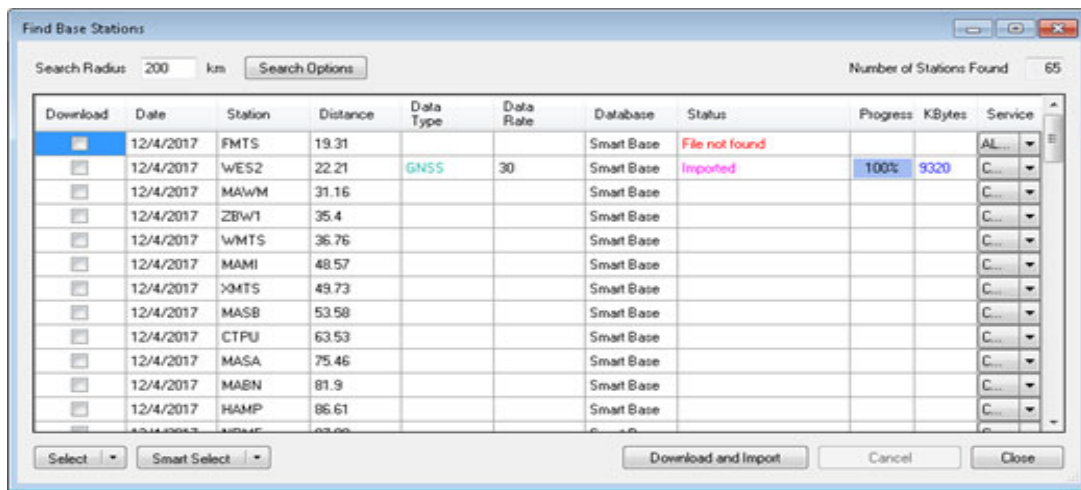 Find Base Stations
Search Radius 200 km Search Options Number of Stations Found 65
Download Date Station Distance Data Type Data Rate Database Status Progress KBytes Service
12/4/2017 FMTS 19.31 Smart Base File not found AL...
12/4/2017 WES2 22.21 GNSS 30 Smart Base Imported 100% 9320 C...
12/4/2017 MAWM 31.16 Smart Base C...
12/4/2017 ZBW1 35.4 Smart Base C...
12/4/2017 WMTS 36.76 Smart Base C...
12/4/2017 MAMI 48.57 Smart Base C...
12/4/2017 XMTS 49.73 Smart Base C...
12/4/2017 MASB 53.58 Smart Base C...
12/4/2017 CTPU 63.53 Smart Base C...
12/4/2017 MASA 75.46 Smart Base C...
12/4/2017 MABN 81.9 Smart Base C...
12/4/2017 HAMP 86.61 Smart Base C...
Select Smart Select Download and Import Cancel Close